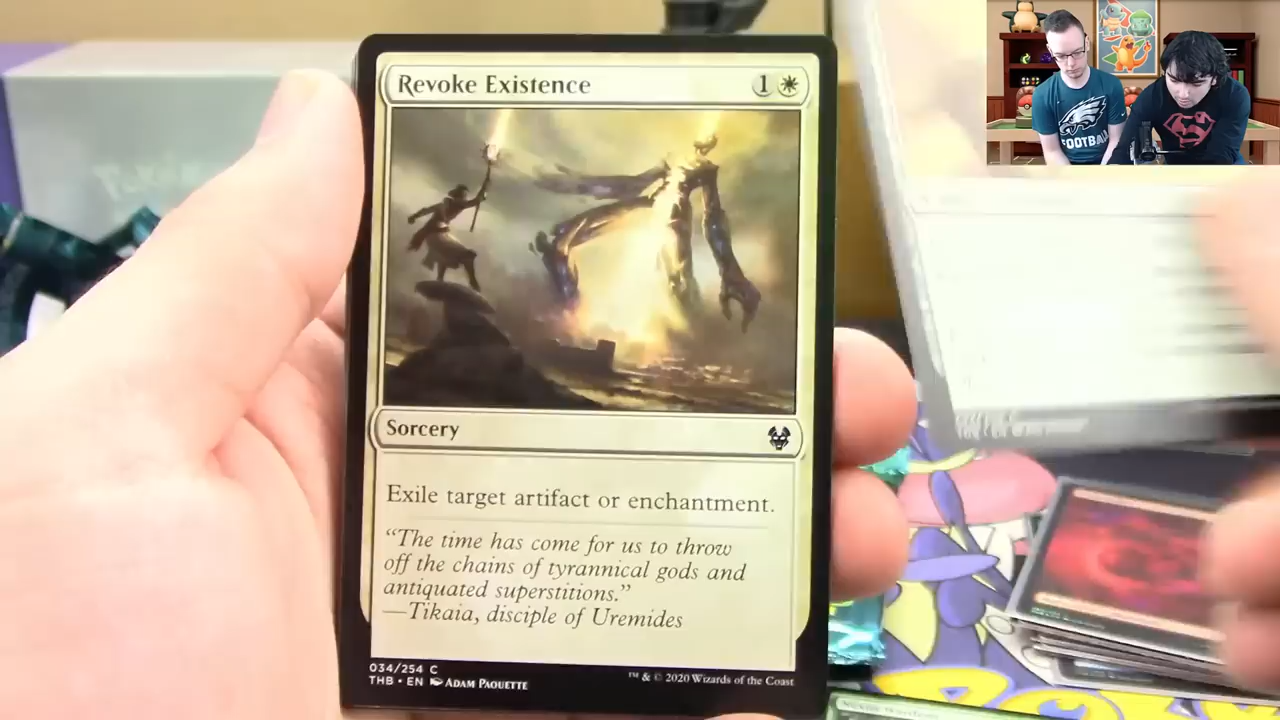 Revoke Existence 1
FOOTBALL
Sorcery
Exile target artifact or enchantment.
“The time has come for us to throw
off the chains of tyrannical gods and
antiquated superstitions.”
—Tikaia, disciple of Uremides
034/254 C
THB • EN Adam Paquette
™ & © 2020 Wizards of the Coast